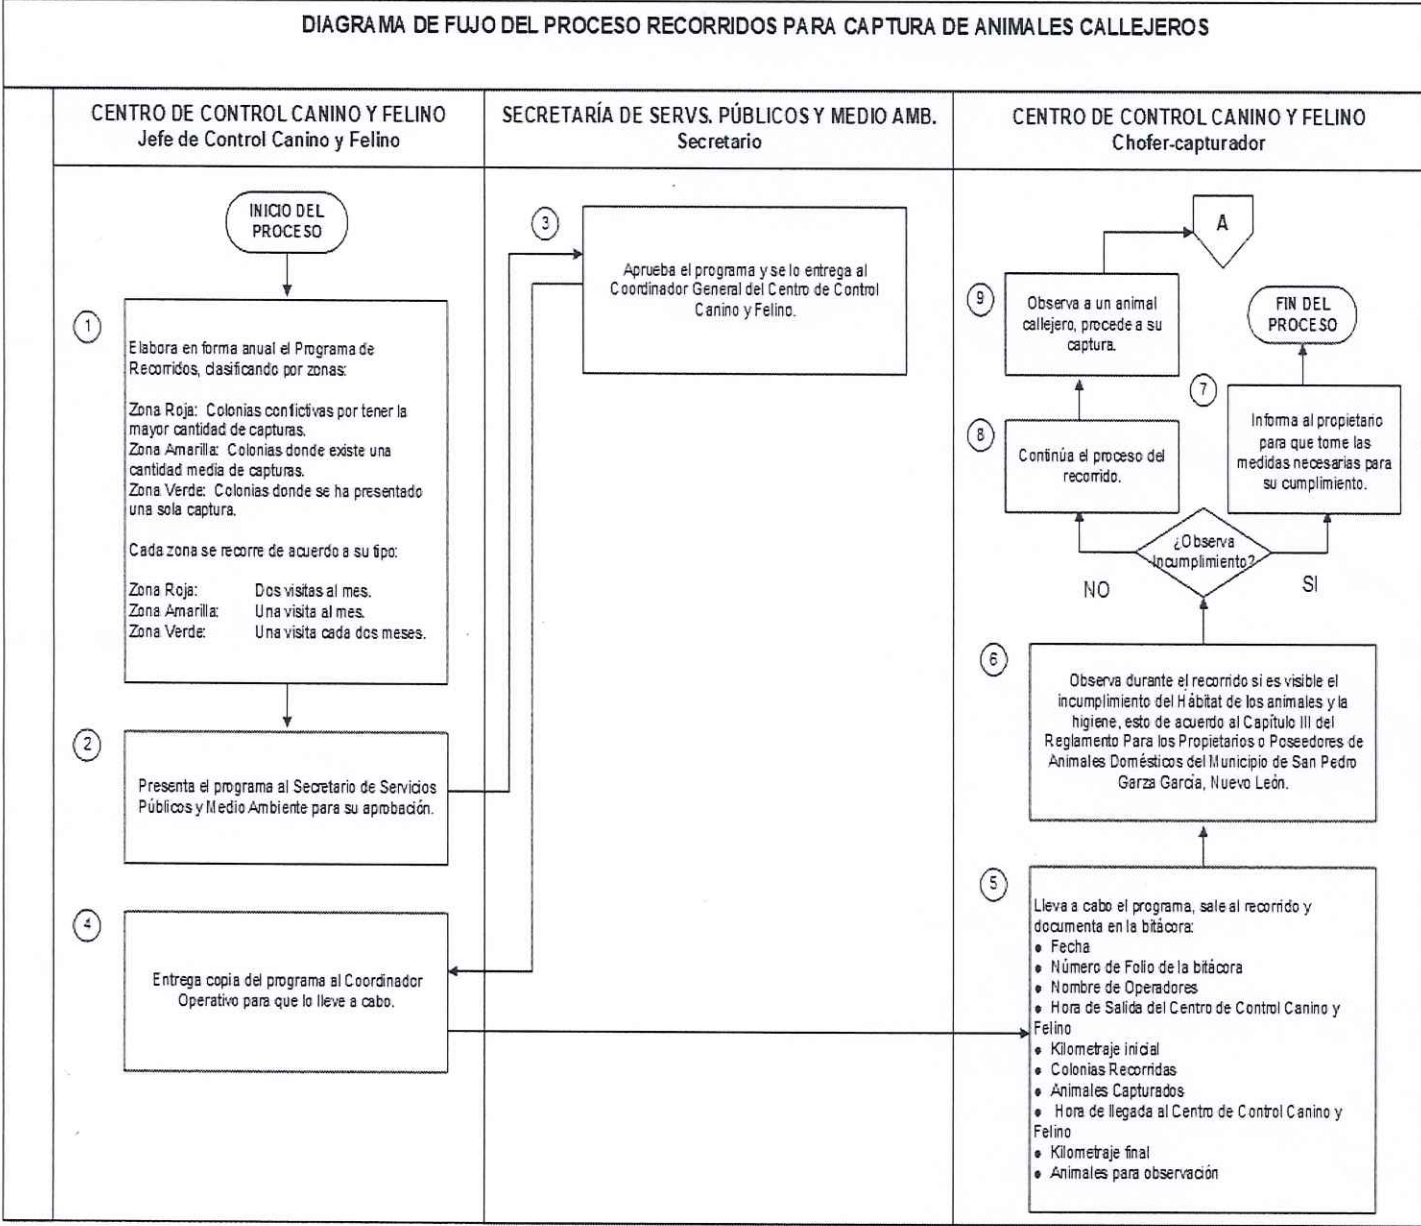 DIAGRAMA DE FUJO DEL PROCESO RECORRIDOS PARA CAPTURA DE ANIMALES CALLEJEROS
CENTRO DE CONTROL CANINO Y FELINO
Jefe de Control Canino y Felino
SECRETARÍA DE SERVS. PÚBLICOS Y MEDIO AMB.
Secretario
CENTRO DE CONTROL CANINO Y FELINO
Chofer-capturador
INICIO DEL
PROCESO
1
Elabora en forma anual el Programa de
Recorridos, clasificando por zonas:
Zona Roja: Colonias conflictivas por tener la
mayor cantidad de capturas.
Zona Amarilla: Colonias donde existe una
cantidad media de capturas.
Zona Verde: Colonias donde se ha presentado
una sola captura.
Cada zona se recorre de acuerdo a su tipo:
Zona Roja: Dos visitas al mes.
Zona Amarilla: Una visita al mes.
Zona Verde: Una visita cada dos meses.
2
Presenta el programa al Secretario de Servicios
Públicos y Medio Ambiente para su aprobación.
3
Aprueba el programa y se lo entrega al
Coordinador General del Centro de Control
Canino y Felino.
4
Entrega copia del programa al Coordinador
Operativo para que lo lleve a cabo.
5
Lleva a cabo el programa, sale al recorrido y
documenta en la bitácora:
• Fecha
• Número de Folio de la bitácora
• Nombre de Operadores
• Hora de Salida del Centro de Control Canino y
Felino
• Kilometraje inicial
• Colonias Recorridas
• Animales Capturados
• Hora de llegada al Centro de Control Canino y
Felino
• Kilometraje final
• Animales para observación
6
Observa durante el recorrido si es visible el
incumplimiento del Hábitat de los animales y la
higiene, esto de acuerdo al Capítulo III del
Reglamento Para los Propietarios o Poseedores de
Animales Domésticos del Municipio de San Pedro
Garza García, Nuevo León.
¿Observa
Incumplimiento?
NO
SI
7
Informa al propietario
para que tome las
medidas necesarias para
su cumplimiento.
FIN DEL
PROCESO
8
Continúa el proceso del
recorrido.
9
Observa a un animal
callejero, procede a su
captura.
A